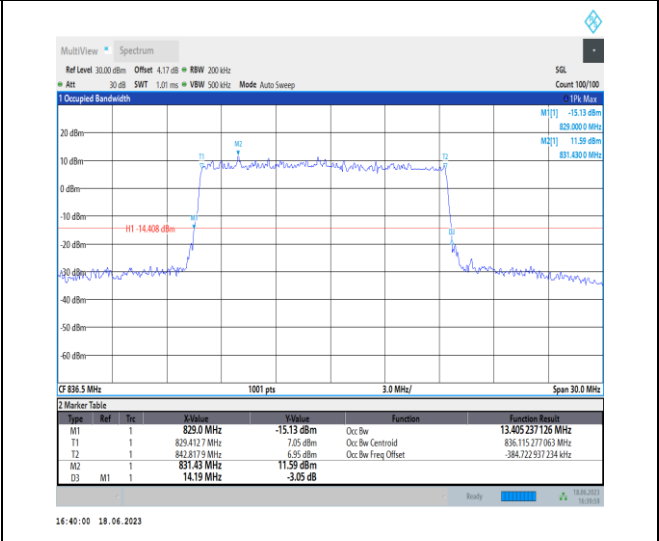 MultiView Spectrum
Ref Level 30.00 dBm Offset 4.17 dB RBW 200 kHz SGL
Att 30 dB SWT 1.01 ms VBW 500 kHz Mode Auto Sweep Count 100/100
1 Occupied Bandwidth 1Pk Max
M1[1] -15.13 dBm
829.000 0 MHz
M2[1] 11.59 dBm
831.430 0 MHz
20 dBm
M2
T1 T2
10 dBm
0 dBm
-10 dBm
M1
H1 -14.408 dBm
D3
-20 dBm
-30 dBm
-40 dBm
-50 dBm
-60 dBm
CF 836.5 MHz 1001 pts 3.0 MHz/ Span 30.0 MHz
2 Marker Table
Type Ref Trc X-Value Y-Value Function Function Result
M1 1 829.0 MHz -15.13 dBm Occ Bw 13.405 237 126 MHz
T1 1 829.412 7 MHz 7.05 dBm Occ Bw Centroid 836.115 277 063 MHz
T2 1 842.817 9 MHz 6.95 dBm Occ Bw Freq Offset -384.722 937 234 kHz
M2 1 831.43 MHz 11.59 dBm
D3 M1 1 14.19 MHz -3.05 dB
Ready 18.06.2023
16:39:59
16:40:00 18.06.2023